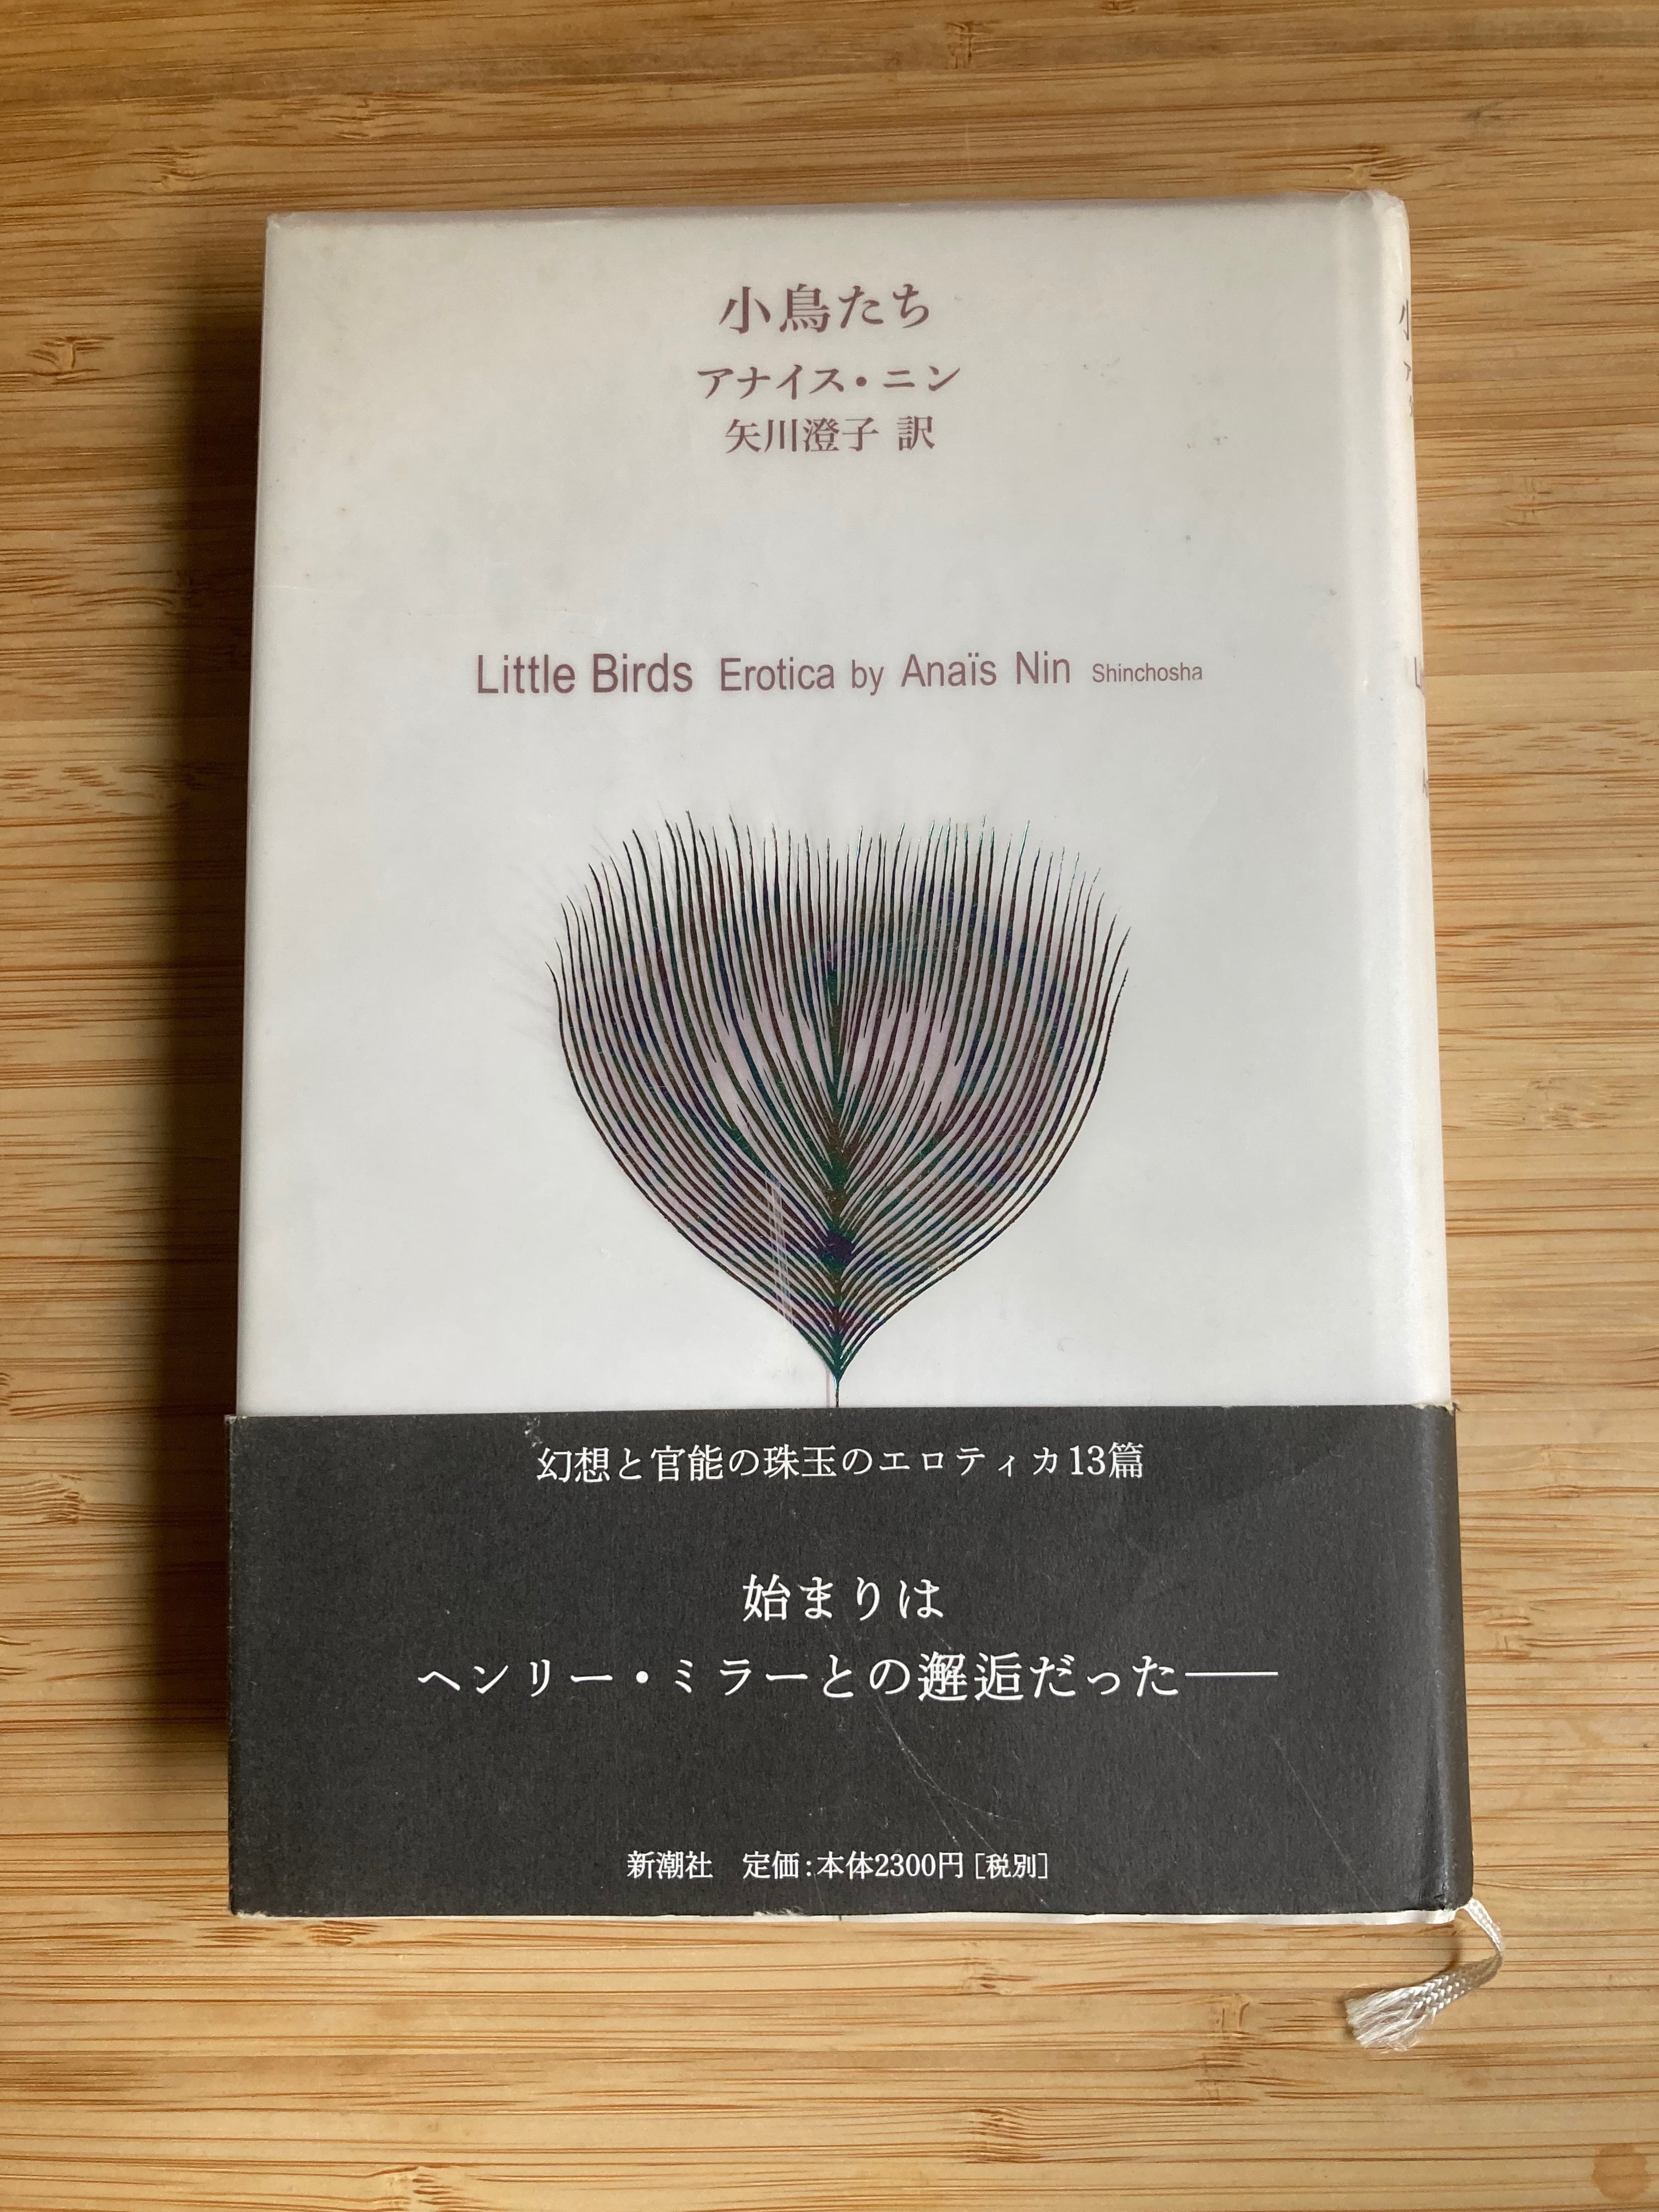 小鳥たち
アナイス・ニン
矢川澄子 訳
Little Birds Erotica by Anaïs Nin Shinchosha
幻想と官能の珠玉のエロティカ13篇
始まりは
ヘンリー・ミラーとの邂逅だった――
新潮社 定価:本体2300円[税別]